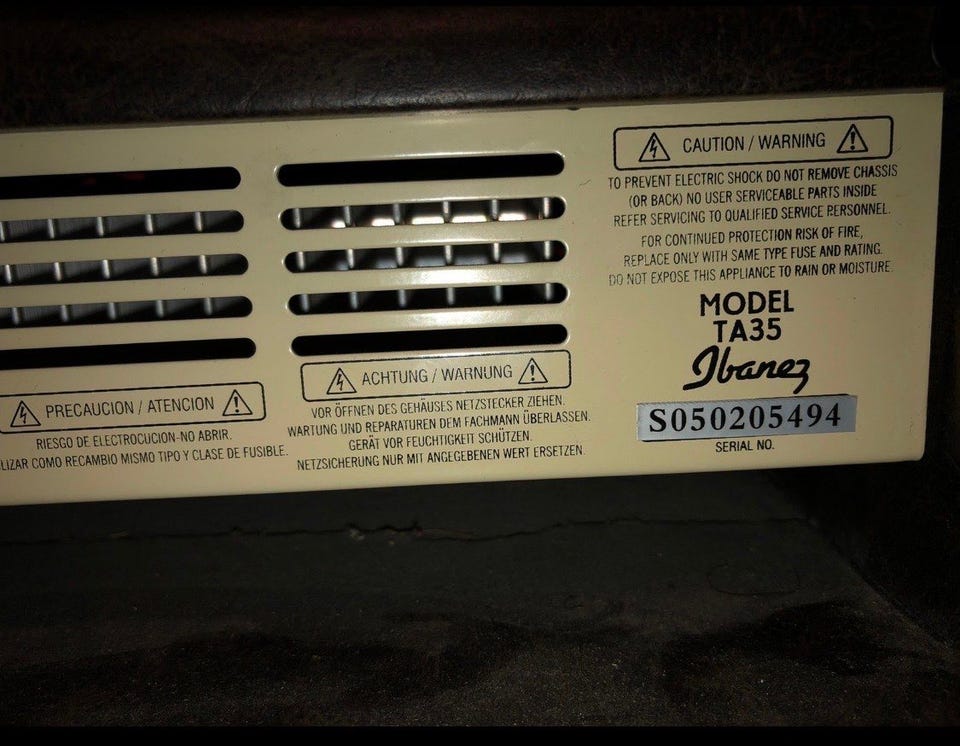 CAUTION / WARNING
TO PREVENT ELECTRIC SHOCK DO NOT REMOVE CHASSIS
(OR BACK) NO USER SERVICEABLE PARTS INSIDE
REFER SERVICING TO QUALIFIED SERVICE PERSONNEL.
FOR CONTINUED PROTECTION RISK OF FIRE,
REPLACE ONLY WITH SAME TYPE FUSE AND RATING.
DO NOT EXPOSE THIS APPLIANCE TO RAIN OR MOISTURE.
MODEL
TA35
Ibanez
S050205494
SERIAL NO.
ACHTUNG / WARNUNG
VOR ÖFFNEN DES GEHÄUSES NETZSTECKER ZIEHEN.
WARTUNG UND REPARATUREN DEM FACHMANN ÜBERLASSEN.
GERÄT VOR FEUCHTIGKEIT SCHÜTZEN.
NETZSICHERUNG NUR MIT ANGEGEBENEN WERT ERSETZEN.
PRECAUCION / ATENCION
RIESGO DE ELECTROCUCION-NO ABRIR.
LIZAR COMO RECAMBIO MISMO TIPO Y CLASE DE FUSIBLE.